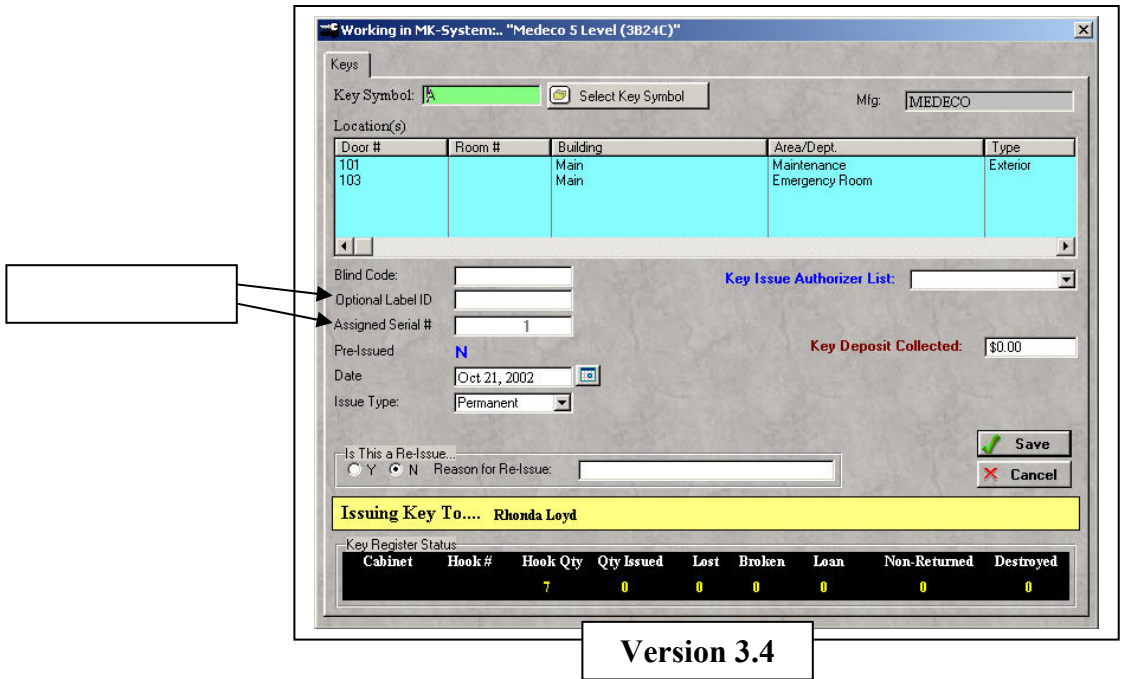 Working in MK-System:.. "Medeco 5 Level (3B24C)"
Keys
Key Symbol: A Select Key Symbol Mfg: MEDECO
Location(s)
Door # Room # Building Area/Dept. Type
101 Main Maintenance Exterior
103 Main Emergency Room
Blind Code: Key Issue Authorizer List:
Optional Label ID
Assigned Serial # 1
Pre-Issued N Key Deposit Collected: $0.00
Date Oct 21, 2002
Issue Type: Permanent
Save
Is This a Re-Issue...
Y N Reason for Re-Issue:
Cancel
Issuing Key To.... Rhonda Loyd
Key Register Status
Cabinet Hook # Hook Qty Qty Issued Lost Broken Loan Non-Returned Destroyed
7 0 0 0 0 0 0
Version 3.4